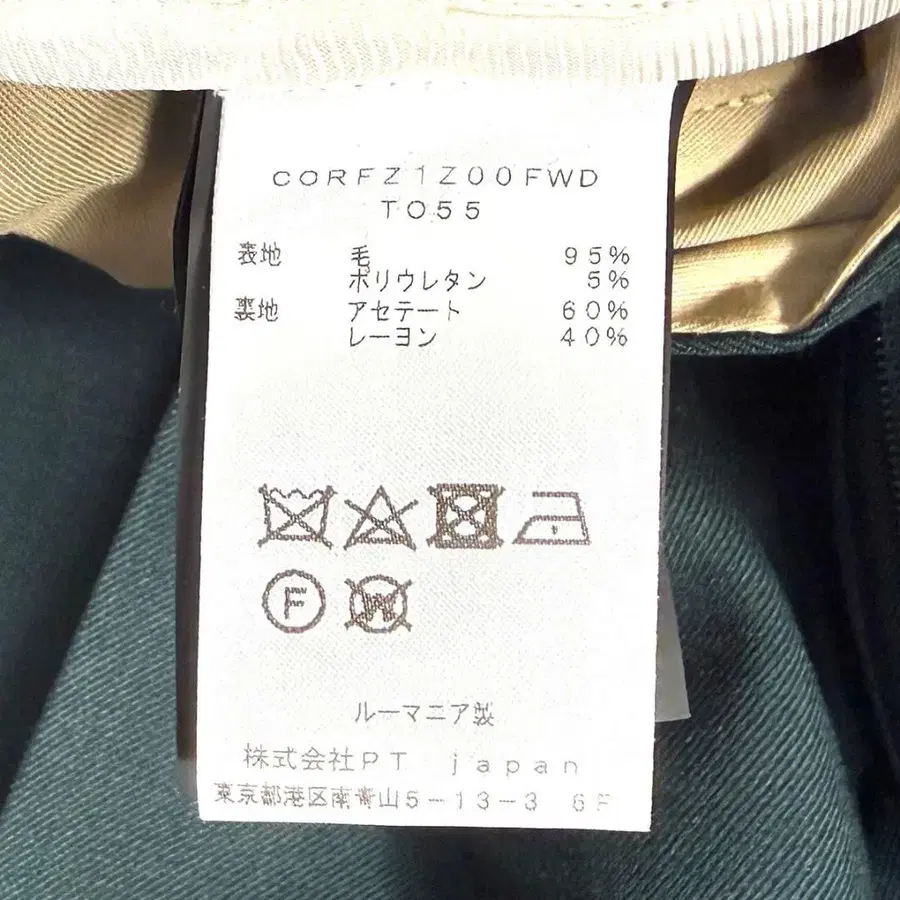 CORFZ1Z00FWD
TO55
表地 毛 95%
ポリウレタン 5%
裏地 アセテート 60%
レーヨン 40%
F
W
ルーマニア製
株式会社PT japan
東京都港区南青山5-13-3 6F